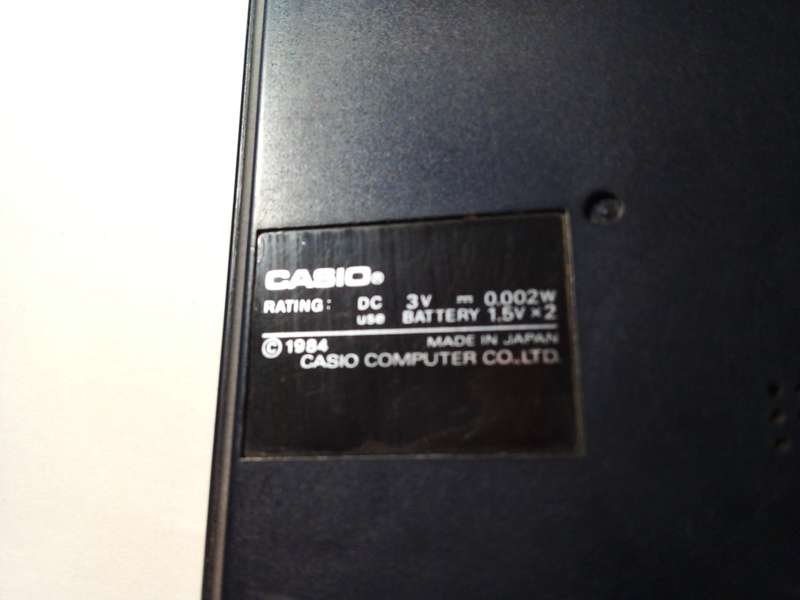 CASIO®
RATING: DC 3V ⎓ 0.002W
use BATTERY 1.5V×2
© 1984 MADE IN JAPAN
CASIO COMPUTER CO.,LTD.